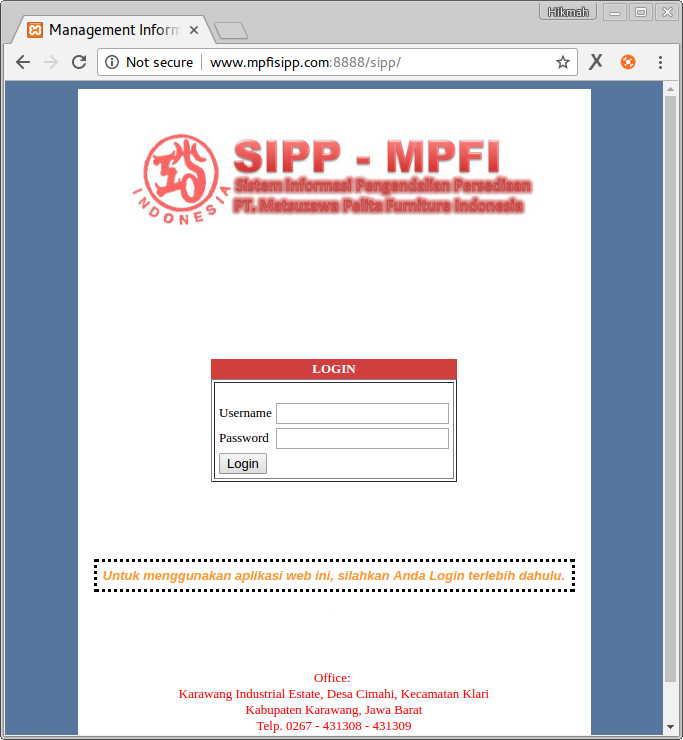 Hikmah
Management Inform
Not secure
www.mpfisipp.com:8888/sipp/
SIPP - MPFI
Sistem Informasi Pengendalian Persediaan
PT. Matsuzawa Pelita Furniture Indonesia
INDONESIA
LOGIN
Username
Password
Login
Untuk menggunakan aplikasi web ini, silahkan Anda Login terlebih dahulu.
Office:
Karawang Industrial Estate, Desa Cimahi, Kecamatan Klari
Kabupaten Karawang, Jawa Barat
Telp. 0267 - 431308 - 431309